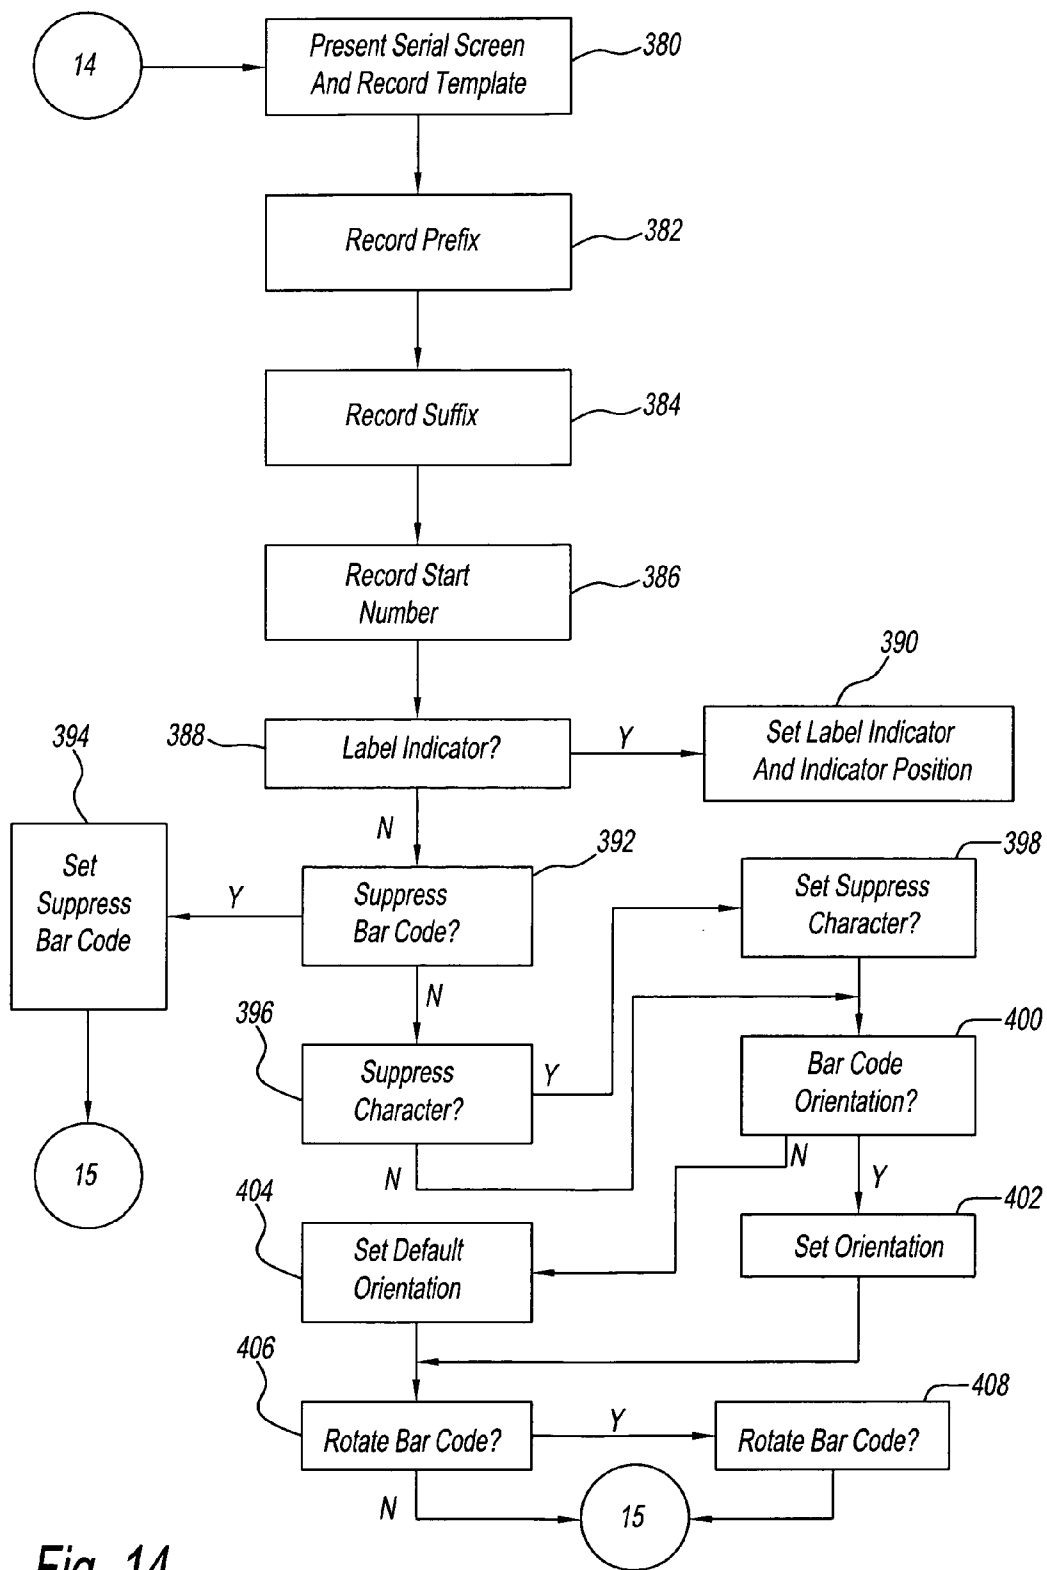 14
Present Serial Screen
And Record Template
380
Record Prefix
382
Record Suffix
384
Record Start
Number
386
390
394
388
Label Indicator?
Y
Set Label Indicator
And Indicator Position
N
392
398
Set
Suppress
Bar Code
Y
Suppress
Bar Code?
Set Suppress
Character?
N
396
400
Suppress
Character?
Y
Bar Code
Orientation?
15
N
N
Y
404
402
Set Default
Orientation
Set Orientation
406
408
Rotate Bar Code?
Y
Rotate Bar Code?
N
15
Fig. 14